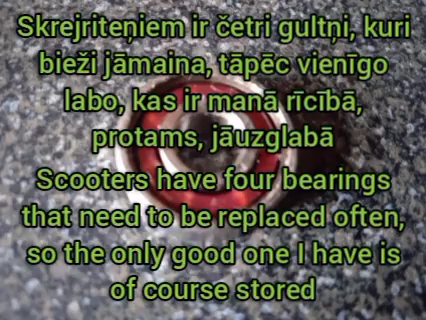 Skrejriteņiem ir četri gultņi, kuri
bieži jāmaina, tāpēc vienīgo
labo, kas ir manā rīcībā,
protams, jāuzglabā
Scooters have four bearings
that need to be replaced often,
so the only good one I have is
of course stored